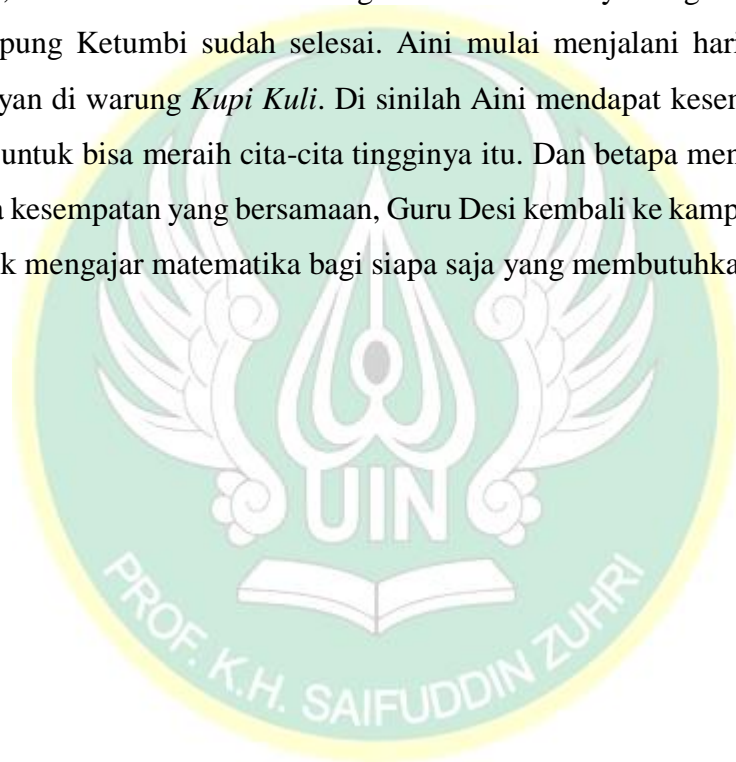 pung Ketumbi sudah selesai. Aini mulai menjalani hari
yan di warung Kupi Kuli. Di sinilah Aini mendapat kesem
untuk bisa meraih cita-cita tingginya itu. Dan betapa men
a kesempatan yang bersamaan, Guru Desi kembali ke kamp
k mengajar matematika bagi siapa saja yang membutuhka
UIN
PROF. K.H. SAIFUDDIN ZUHRI